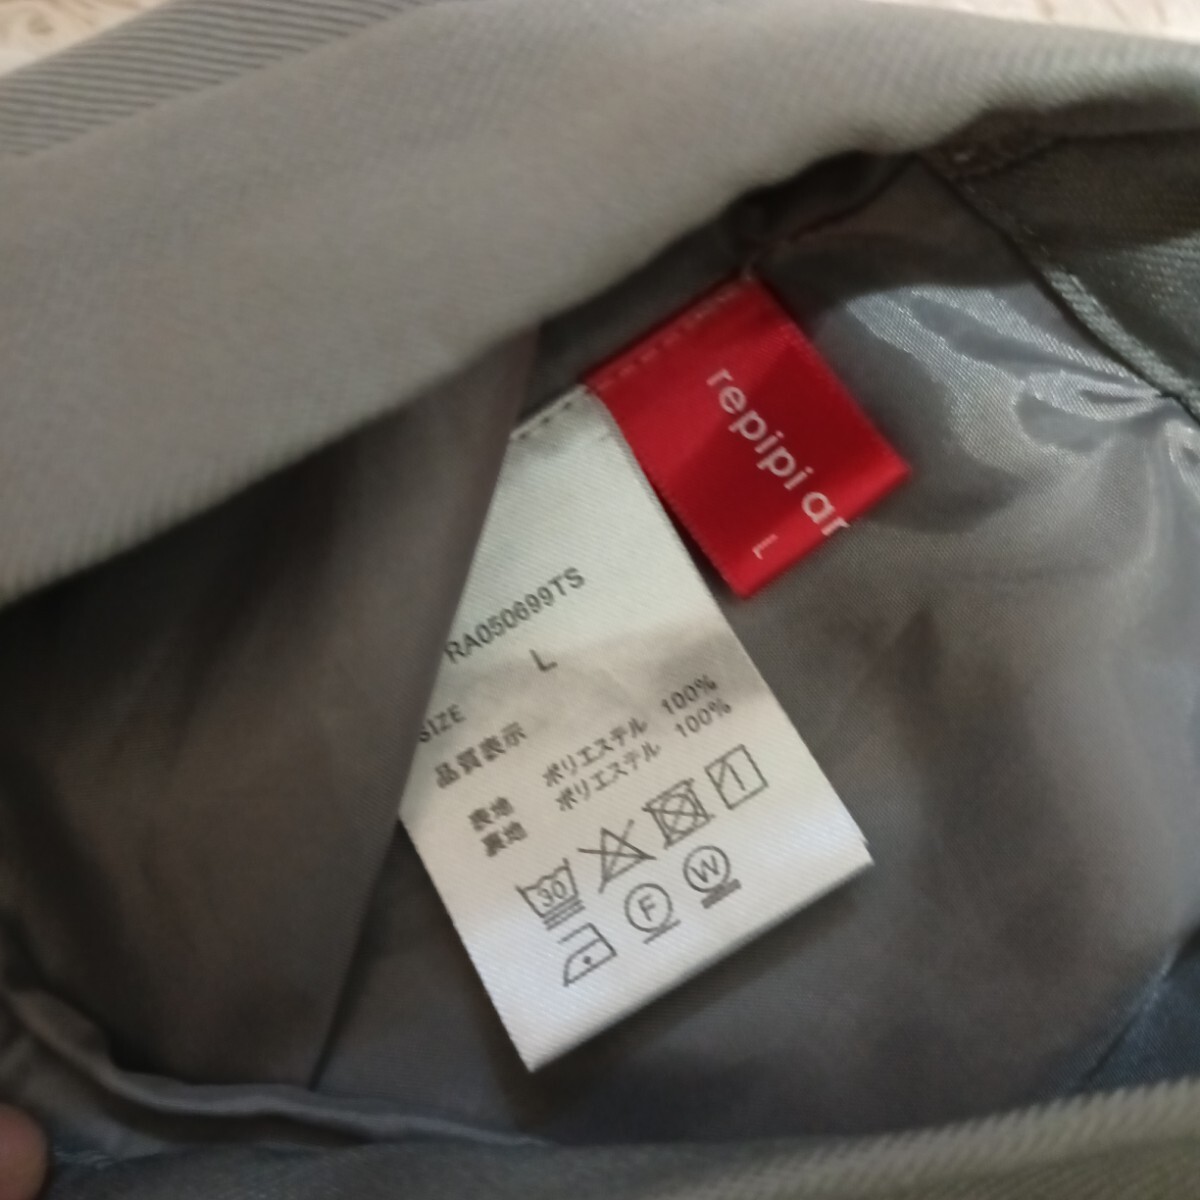 repipi ar
L
RA050699TS
SIZE L
品質表示
表地 ポリエステル 100%
裏地 ポリエステル 100%
30
F W